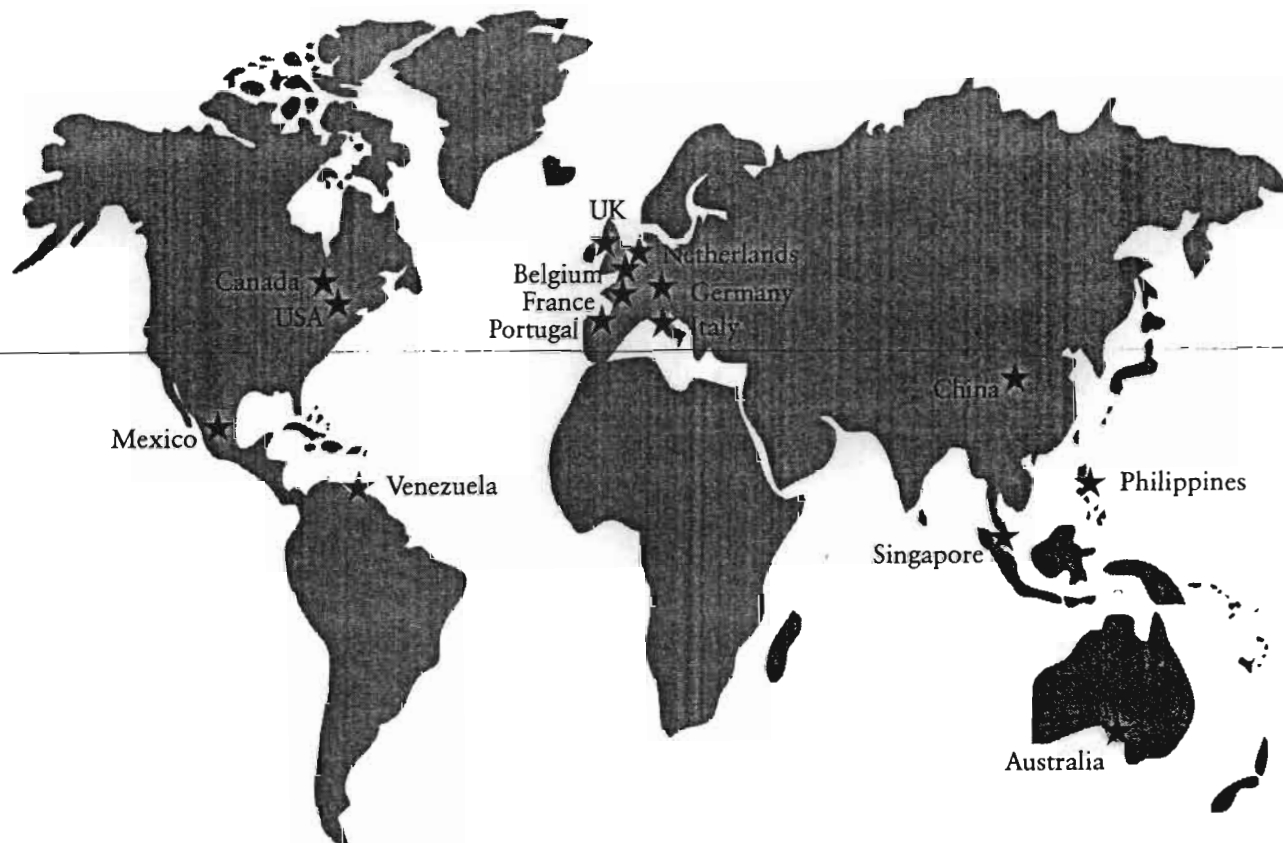 UK
Netherlands
Canada
Belgium
Germany
France
USA
Portugal
Italy
China
Mexico
Venezuela
Philippines
Singapore
Australia